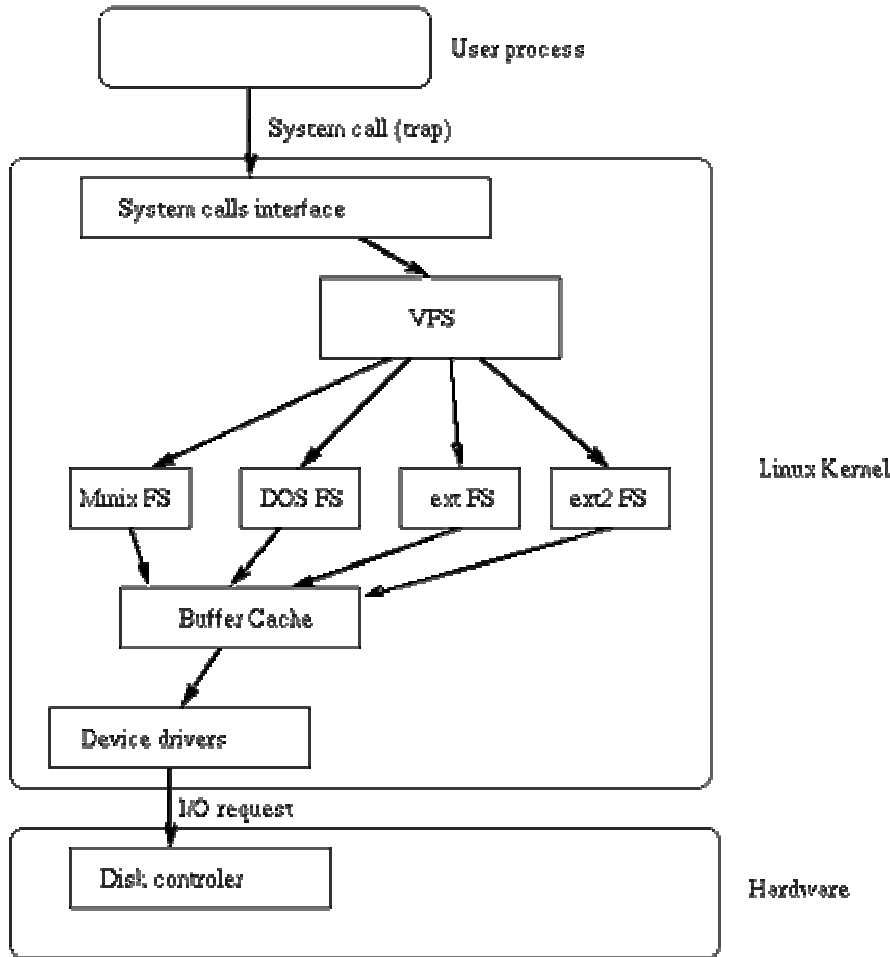 User process
System call (trap)
System calls interface
VFS
Minix FS
DOS FS
ext FS
ext2 FS
Linux Kernel
Buffer Cache
Device drivers
I/O request
Disk controler
Hardware